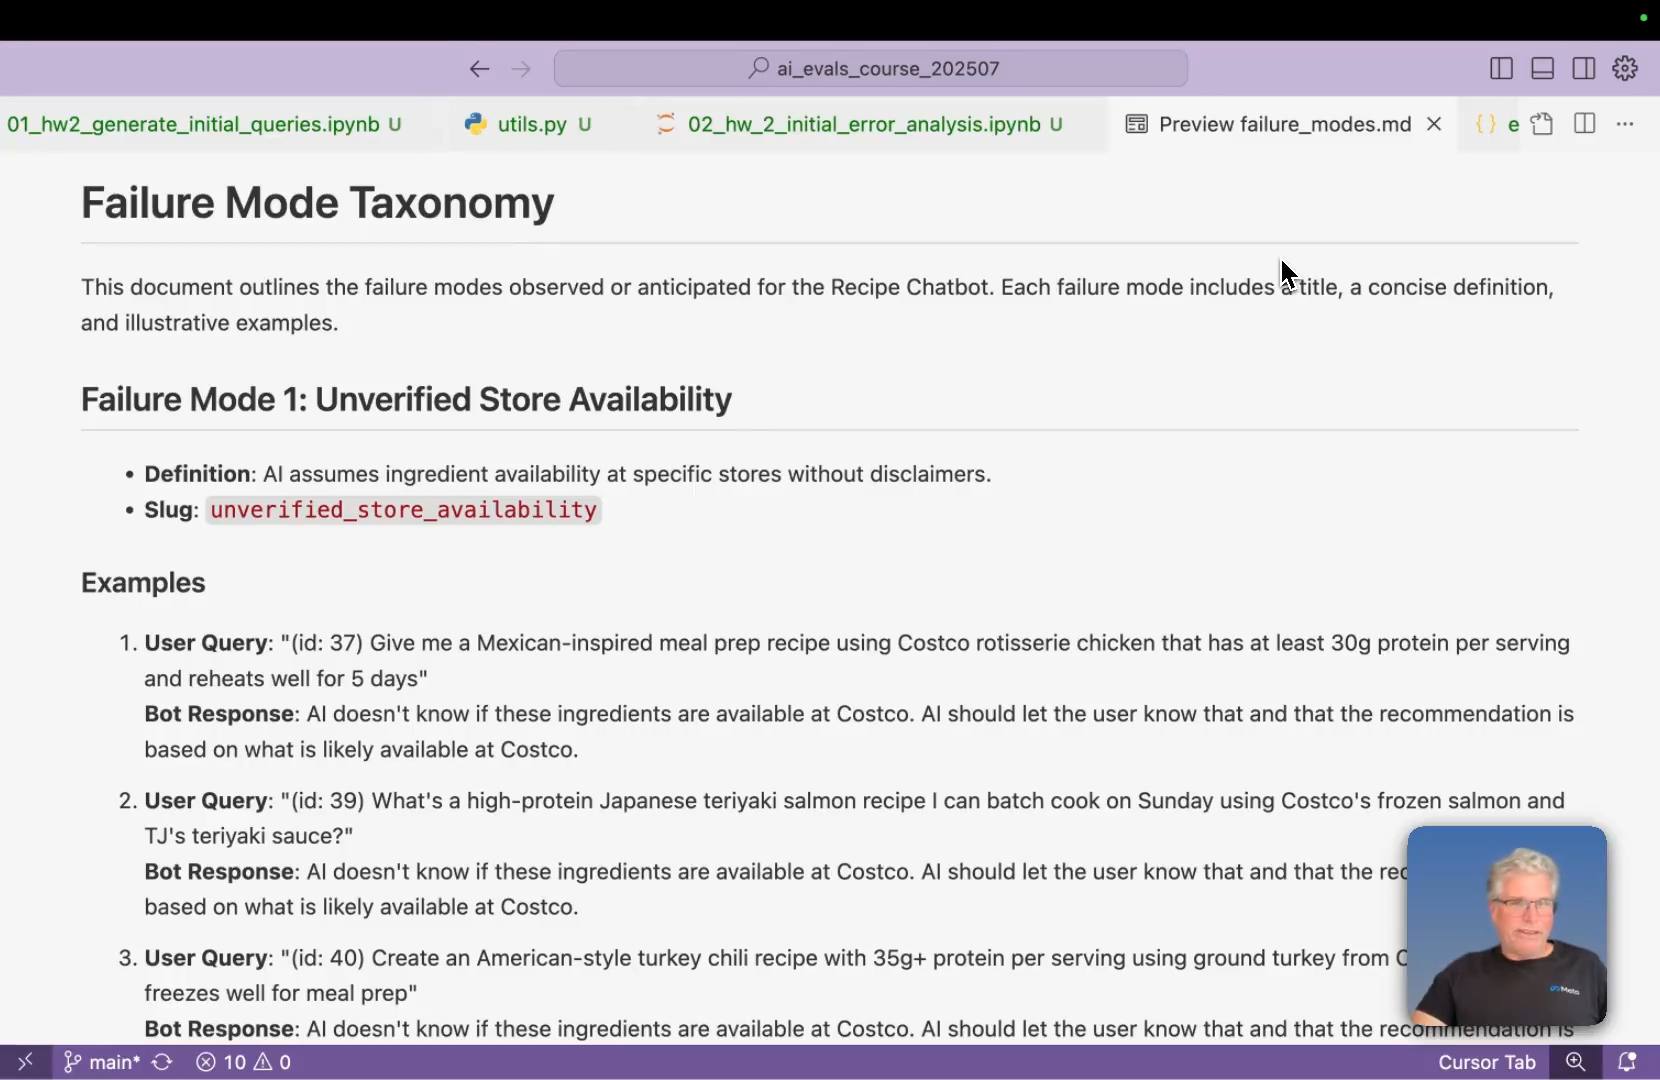 ai_evals_course_202507
01_hw2_generate_initial_queries.ipynb U
utils.py U
02_hw_2_initial_error_analysis.ipynb U
Preview failure_modes.md
{ } e
Failure Mode Taxonomy
This document outlines the failure modes observed or anticipated for the Recipe Chatbot. Each failure mode includes a title, a concise definition,
and illustrative examples.
Failure Mode 1: Unverified Store Availability
• Definition: AI assumes ingredient availability at specific stores without disclaimers.
• Slug: unverified_store_availability
Examples
1. User Query: "(id: 37) Give me a Mexican-inspired meal prep recipe using Costco rotisserie chicken that has at least 30g protein per serving
and reheats well for 5 days"
Bot Response: AI doesn't know if these ingredients are available at Costco. AI should let the user know that and that the recommendation is
based on what is likely available at Costco.
2. User Query: "(id: 39) What's a high-protein Japanese teriyaki salmon recipe I can batch cook on Sunday using Costco's frozen salmon and
TJ's teriyaki sauce?"
Bot Response: AI doesn't know if these ingredients are available at Costco. AI should let the user know that and that the
based on what is likely available at Costco.
3. User Query: "(id: 40) Create an American-style turkey chili recipe with 35g+ protein per serving using ground turkey from
freezes well for meal prep"
Bot Response: AI doesn't know if these ingredients are available at Costco. AI should let the user know that and that the recommendation is
Meta
main* 10 0
Cursor Tab